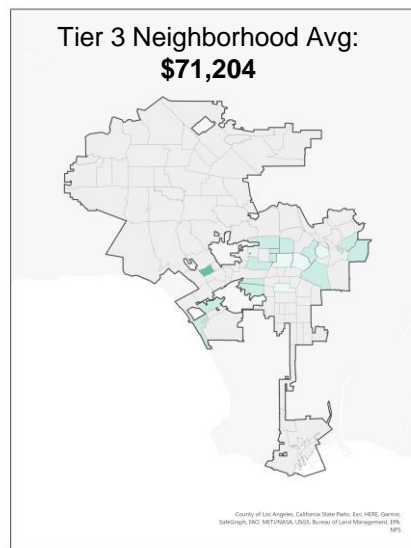 Tier 3 Neighborhood Avg:
$71,204
County of Los Angeles, California State Parks, Esri, HERE, Garmin,
SafeGraph, FAO, METI/NASA, USGS, Bureau of Land Management, EPA,
NPS